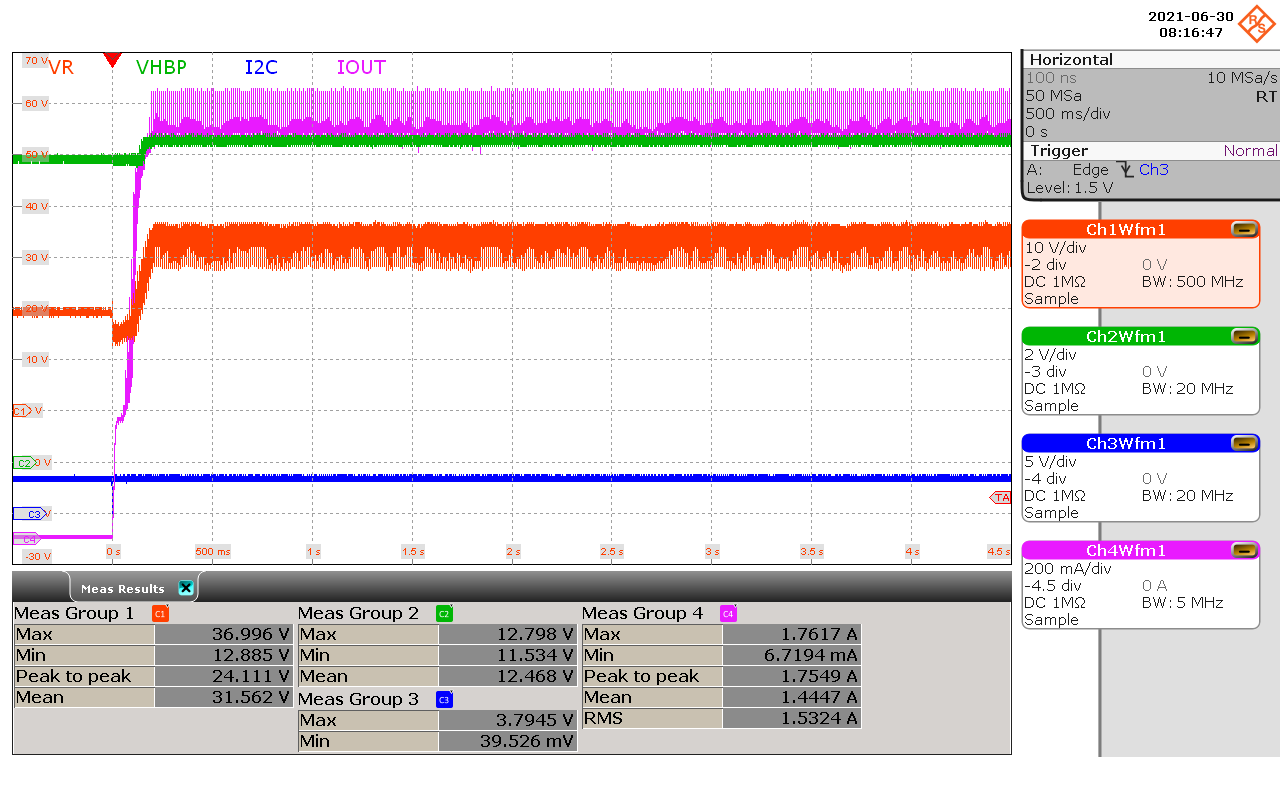 2021-06-30
08:16:47
70 V
VR
VHBP
I2C
IOUT
60 V
50 V
40 V
30 V
20 V
10 V
C1 V
C2 0 V
C3 V
C4
-30 V
0 s
500 ms
1 s
1.5 s
2 s
2.5 s
3 s
3.5 s
4 s
4.5 s
TA
Horizontal
100 ns 10 MSa/s
50 MSa RT
500 ms/div
0 s
Trigger Normal
A: Edge Ch3
Level: 1.5 V
Ch1Wfm1
10 V/div
-2 div 0 V
DC 1MΩ BW: 500 MHz
Sample
Ch2Wfm1
2 V/div
-3 div 0 V
DC 1MΩ BW: 20 MHz
Sample
Ch3Wfm1
5 V/div
-4 div 0 V
DC 1MΩ BW: 20 MHz
Sample
Ch4Wfm1
200 mA/div
-4.5 div 0 A
DC 1MΩ BW: 5 MHz
Sample
Meas Results
Meas Group 1 C1
Max 36.996 V
Min 12.885 V
Peak to peak 24.111 V
Mean 31.562 V
Meas Group 2 C2
Max 12.798 V
Min 11.534 V
Mean 12.468 V
Meas Group 3 C3
Max 3.7945 V
Min 39.526 mV
Meas Group 4 C4
Max 1.7617 A
Min 6.7194 mA
Peak to peak 1.7549 A
Mean 1.4447 A
RMS 1.5324 A